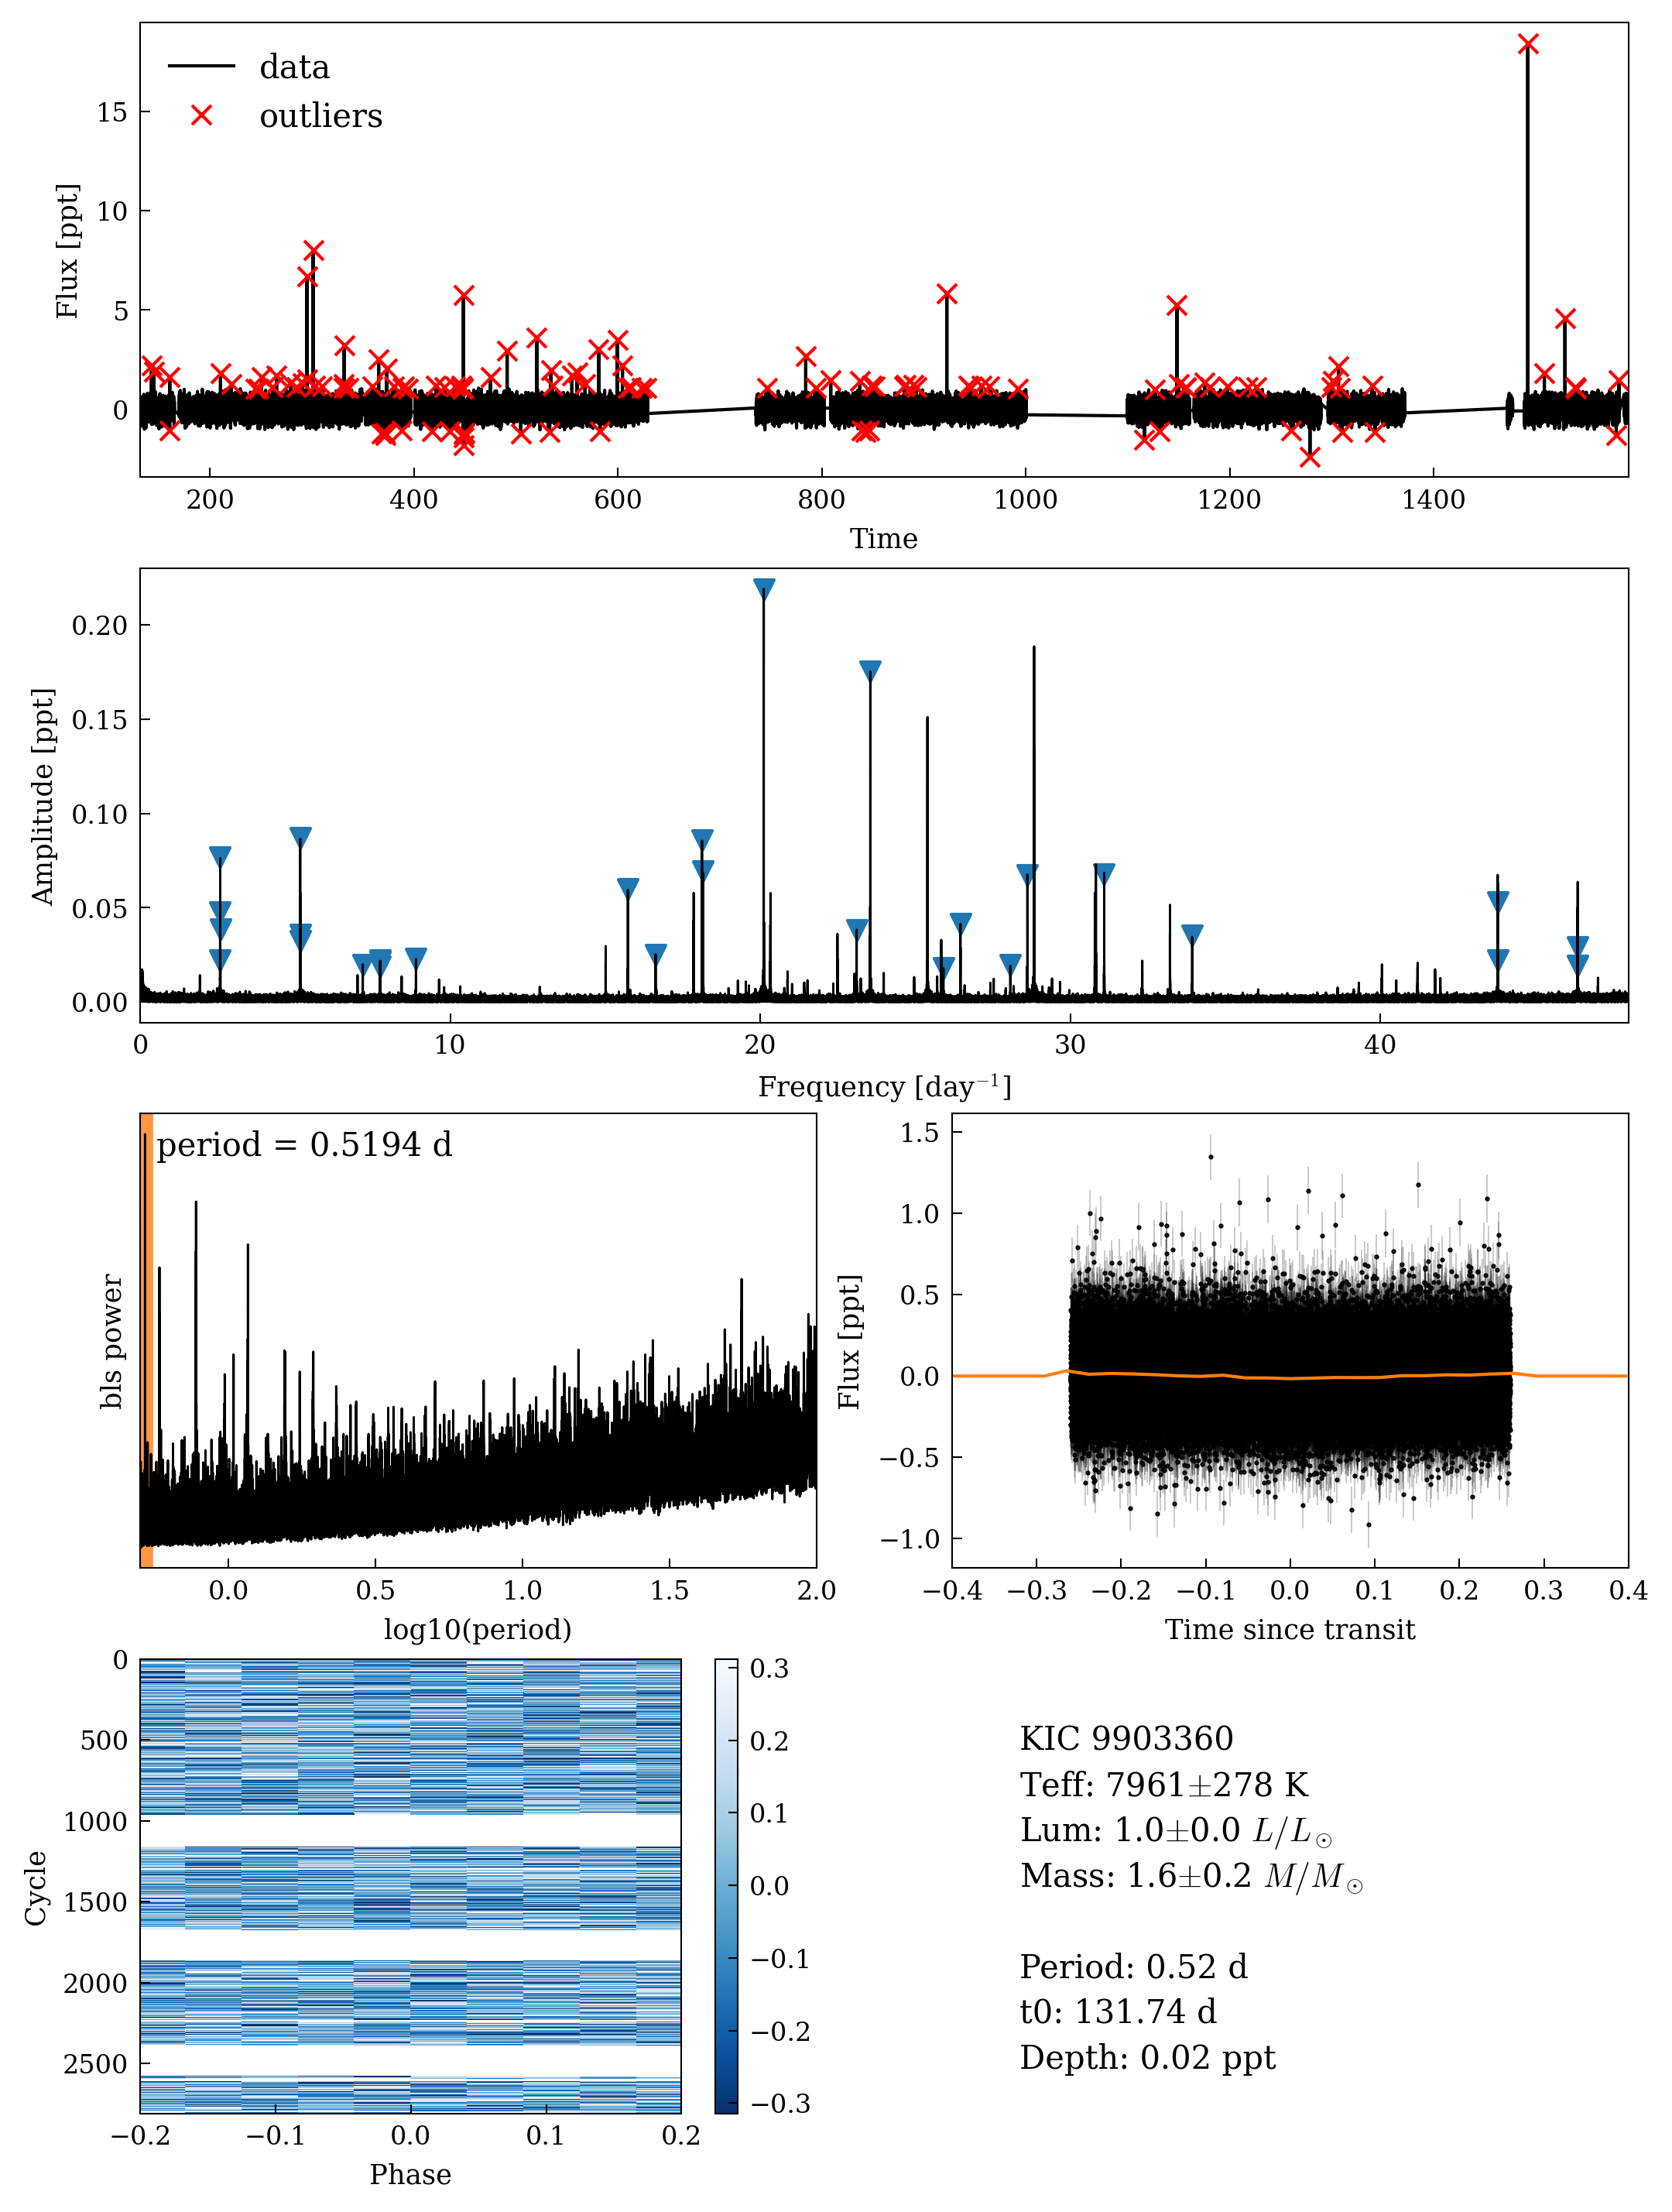 data
outliers
15
10
5
0
Flux [ppt]
200 400 600 800 1000 1200 1400
Time
0.20
0.15
0.10
0.05
0.00
Amplitude [ppt]
0 10 20 30 40
Frequency [day⁻¹]
period = 0.5194 d
bls power
0.0 0.5 1.0 1.5 2.0
log10(period)
1.5
1.0
0.5
0.0
−0.5
−1.0
Flux [ppt]
−0.4 −0.3 −0.2 −0.1 0.0 0.1 0.2 0.3 0.4
Time since transit
0
500
1000
1500
2000
2500
Cycle
−0.2 −0.1 0.0 0.1 0.2
Phase
0.3
0.2
0.1
0.0
−0.1
−0.2
−0.3
KIC 9903360
Teff: 7961±278 K
Lum: 1.0±0.0 L/L☉
Mass: 1.6±0.2 M/M☉
Period: 0.52 d
t0: 131.74 d
Depth: 0.02 ppt